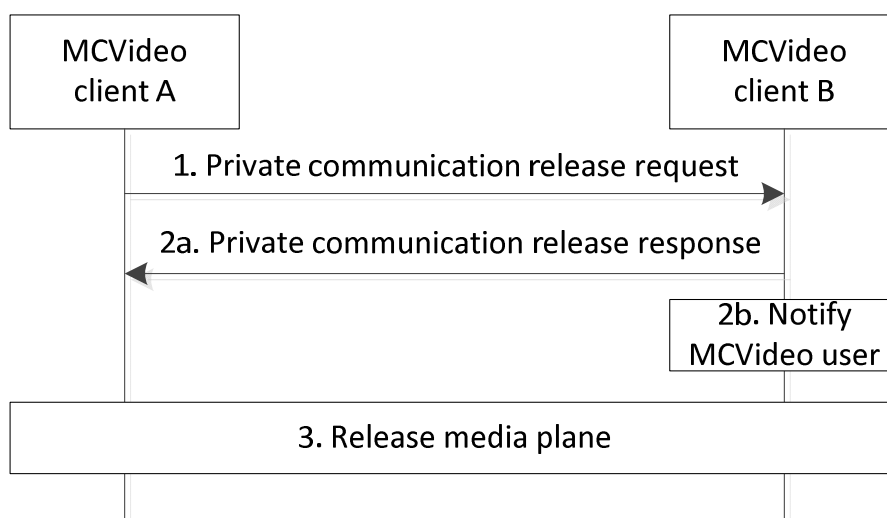 MCVideo
client A
MCVideo
client B
1. Private communication release request
2a. Private communication release response
2b. Notify
MCVideo user
3. Release media plane